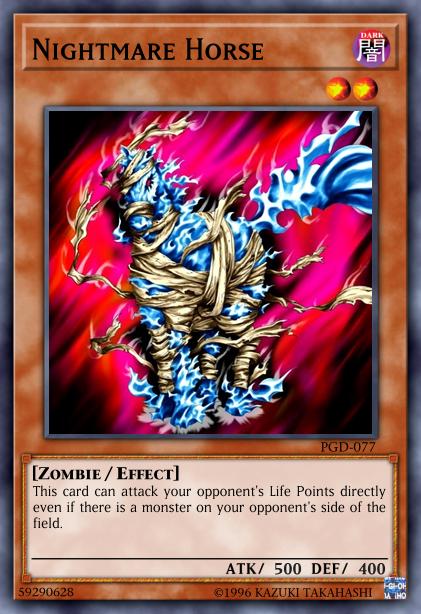 Nightmare Horse
DARK
闇
PGD-077
[Zombie / Effect]
This card can attack your opponent's Life Points directly
even if there is a monster on your opponent's side of the
field.
ATK/ 500 DEF/ 400
59290628
©1996 KAZUKI TAKAHASHI